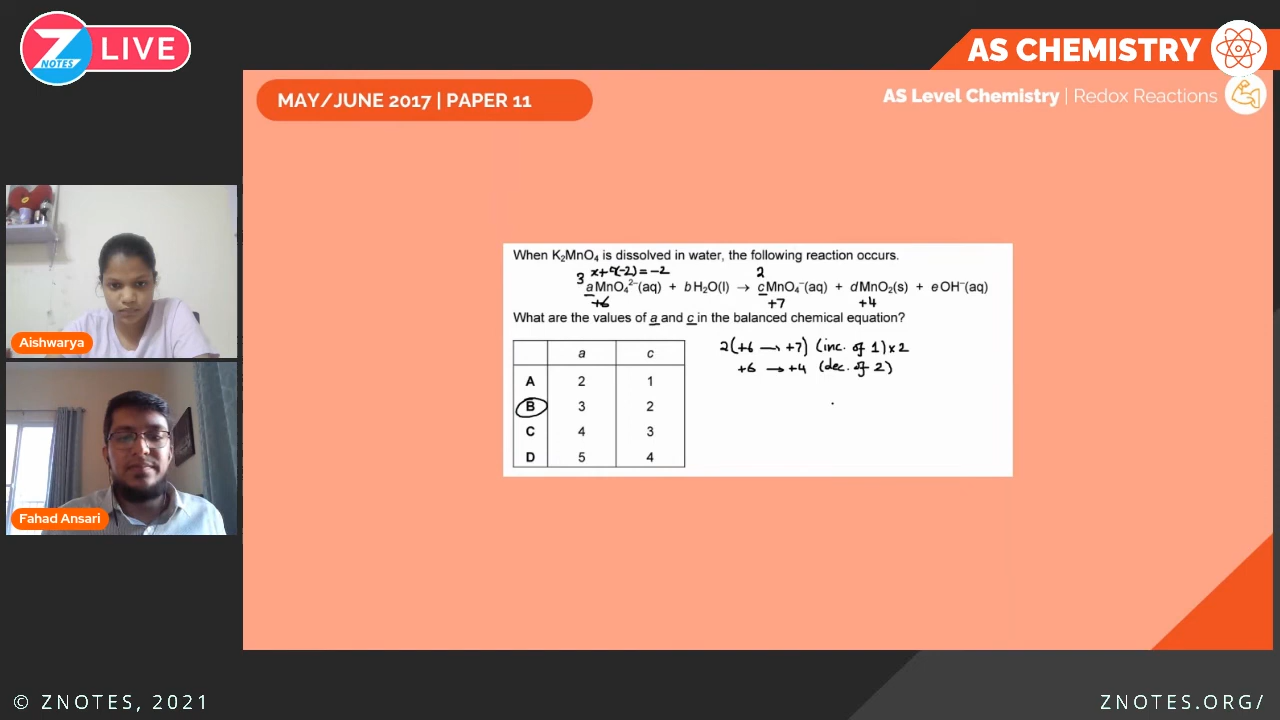 Z NOTES LIVE
AS CHEMISTRY
MAY/JUNE 2017 | PAPER 11
AS Level Chemistry | Redox Reactions
When K₂MnO₄ is dissolved in water, the following reaction occurs.
3 x+4(-2)=-2 2
aMnO₄²⁻(aq) + bH₂O(l) → cMnO₄⁻(aq) + dMnO₂(s) + eOH⁻(aq)
+6 +7 +4
What are the values of a and c in the balanced chemical equation?
a c
A 2 1
B 3 2
C 4 3
D 5 4
2(+6 → +7) (inc. of 1)×2
+6 → +4 (dec. of 2)
Aishwarya
Fahad Ansari
© ZNOTES, 2021
ZNOTES.ORG/